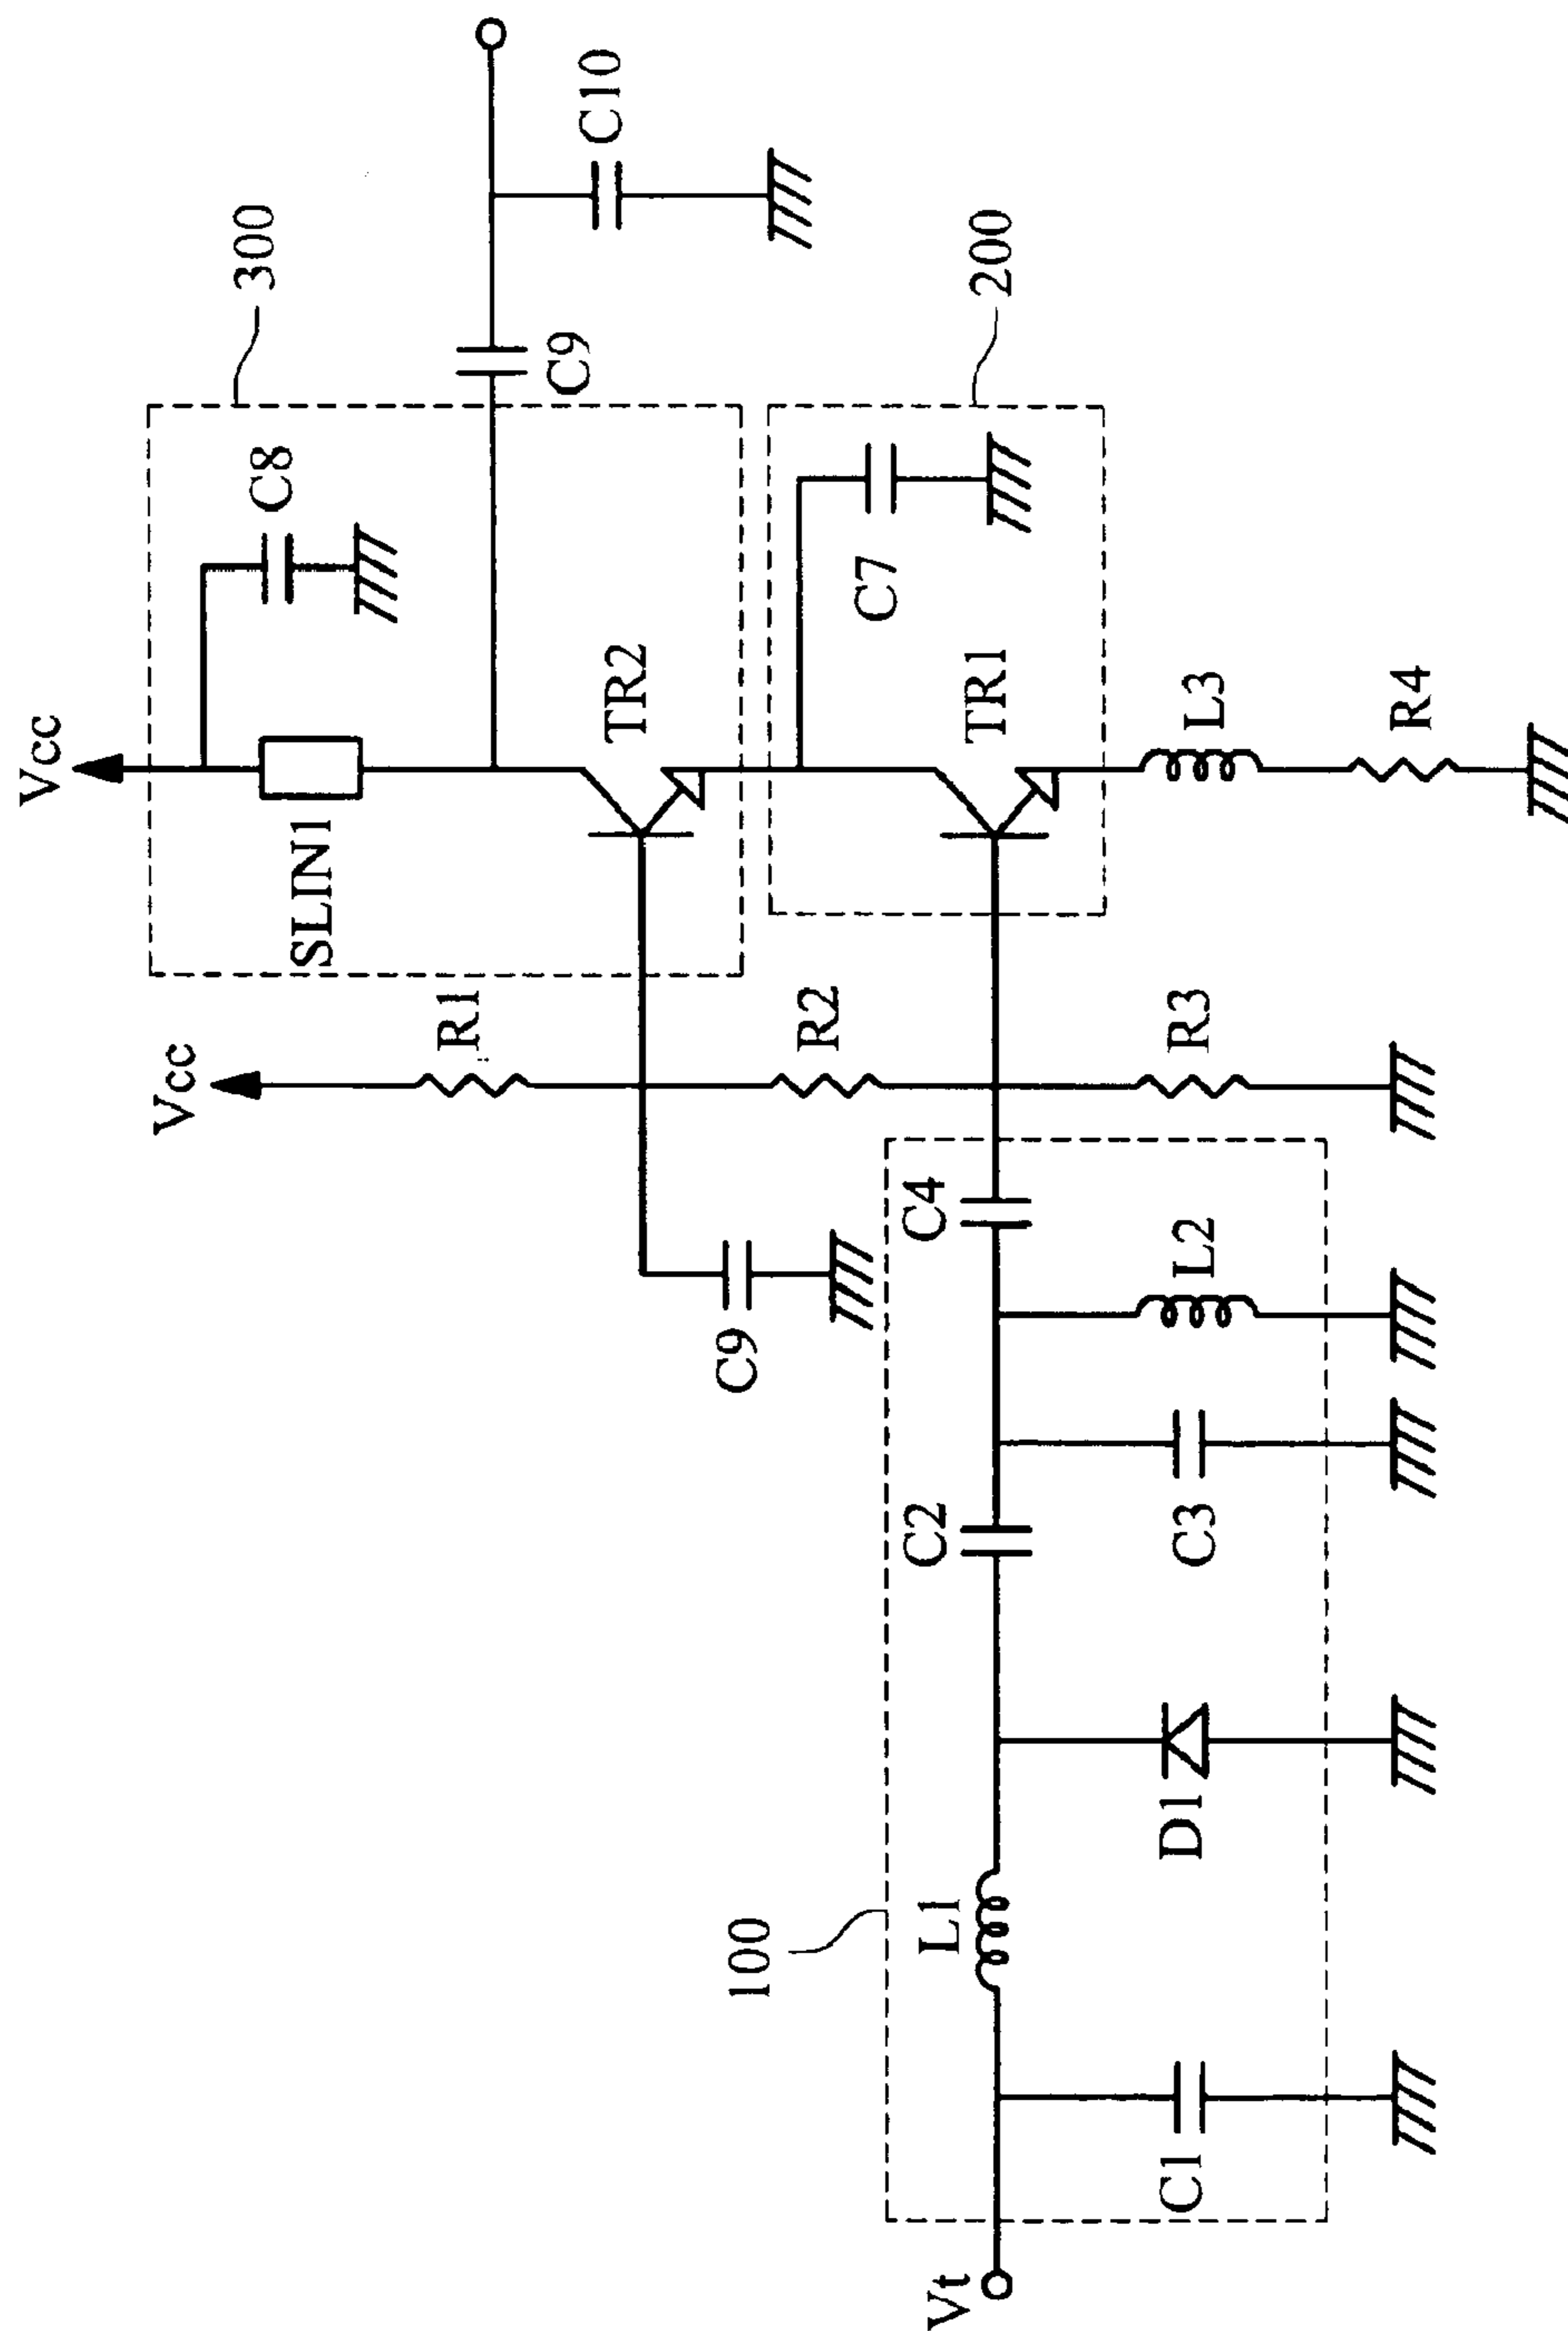 Vcc
300
C8
SLIN1
C10
C9
TR2
Vcc
R1
200
C7
R2
TR1
C9
C4
R3
L3
R4
L2
C2
C3
100
L1
D1
C1
Vt